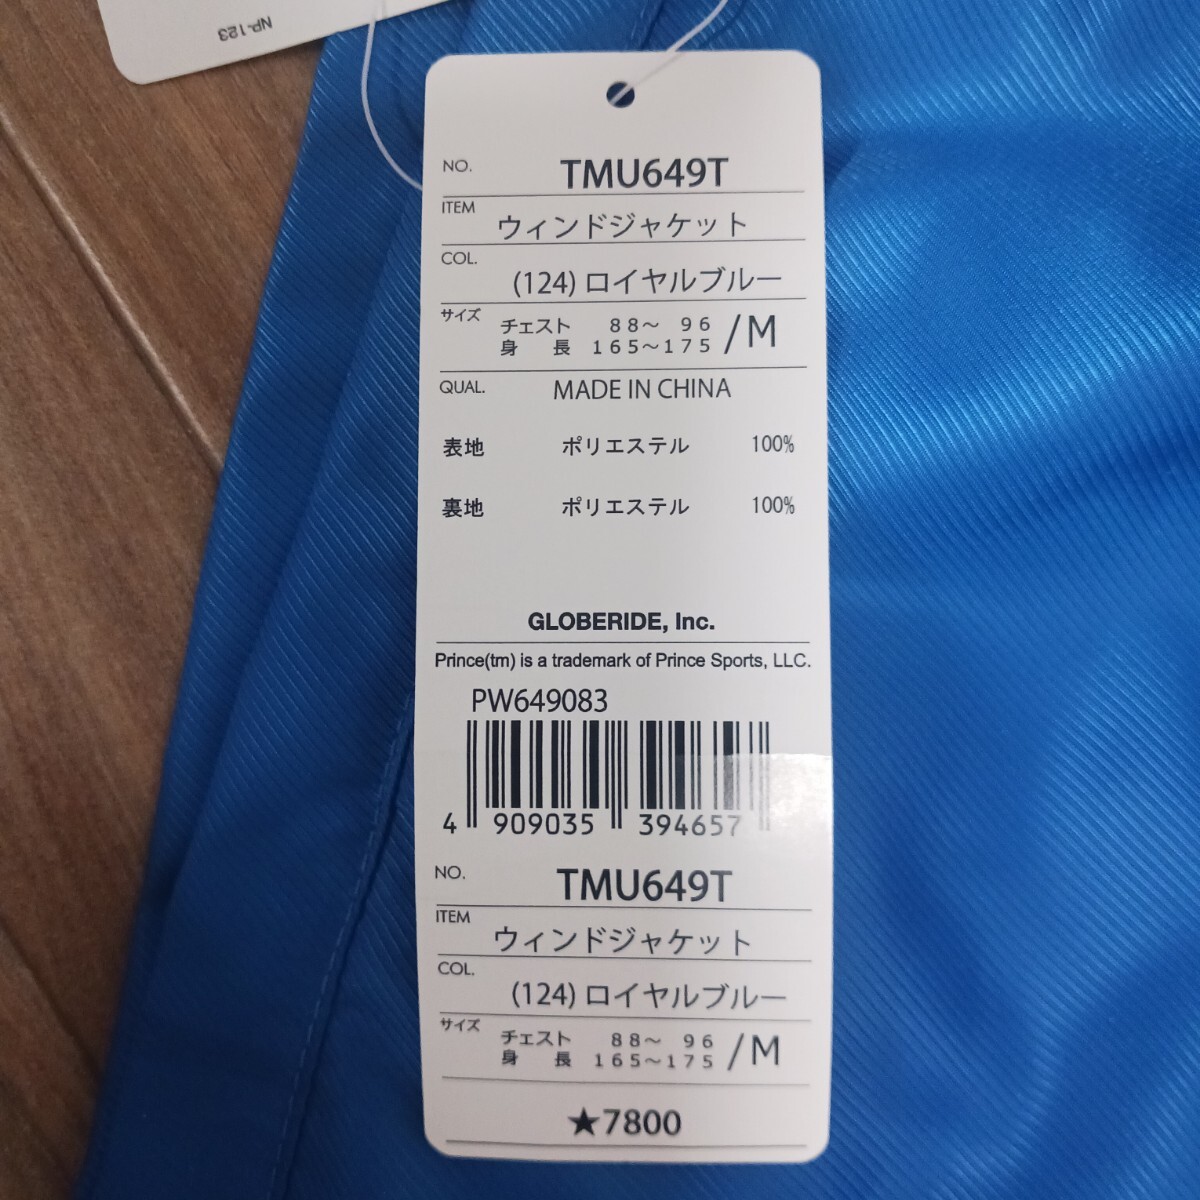 NP-123
NO. TMU649T
ITEM ウィンドジャケット
COL. (124) ロイヤルブルー
サイズ チェスト 88～ 96 /M
身 長 165～175
QUAL. MADE IN CHINA
表地 ポリエステル 100%
裏地 ポリエステル 100%
GLOBERIDE, Inc.
Prince(tm) is a trademark of Prince Sports, LLC.
PW649083
4 909035 394657
NO. TMU649T
ITEM ウィンドジャケット
COL. (124) ロイヤルブルー
サイズ チェスト 88～ 96 /M
身 長 165～175
★7800